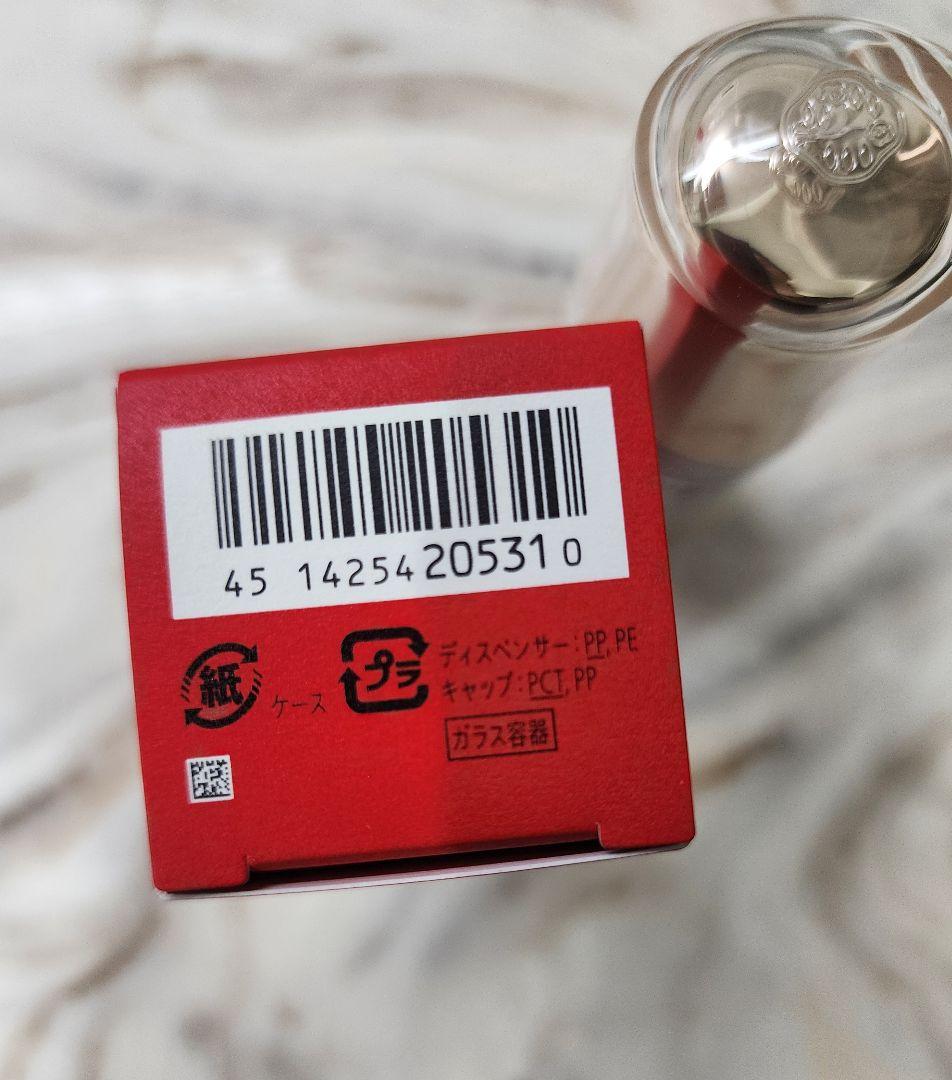 45 14254 20531 0
紙 ケース
プラ
ディスペンサー：PP, PE
キャップ：PCT, PP
ガラス容器